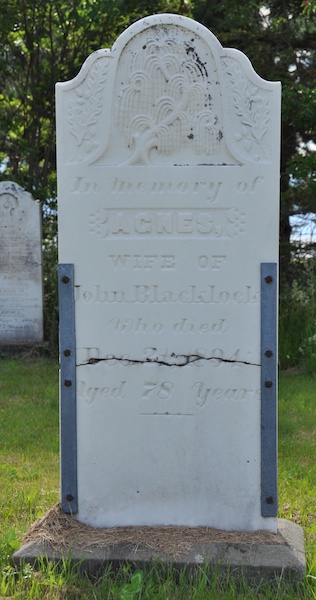 In memory of
AGNES,
WIFE OF
John Blacklock
Who died
Aged 78 Years